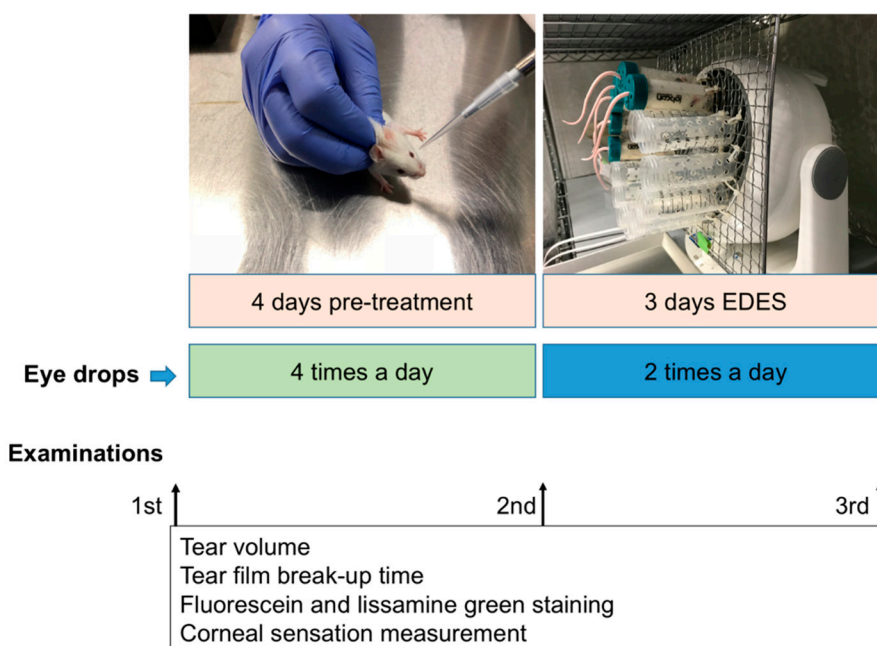 4 days pre-treatment
3 days EDES
Eye drops
4 times a day
2 times a day
Examinations
1st
2nd
3rd
Tear volume
Tear film break-up time
Fluorescein and lissamine green staining
Corneal sensation measurement